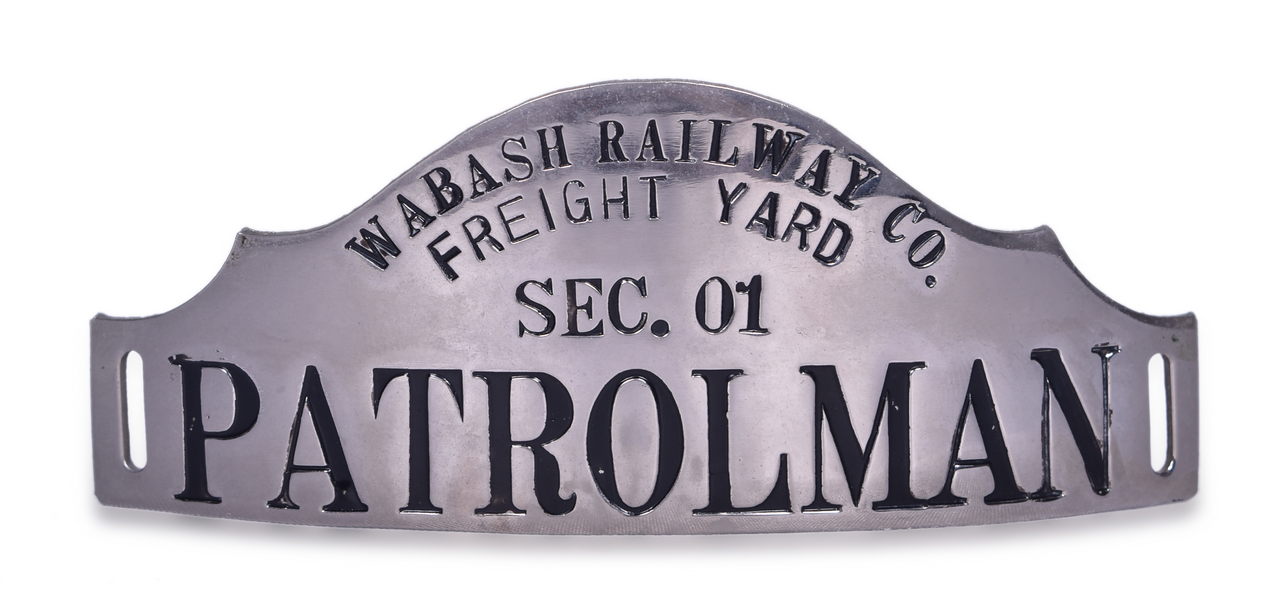 WABASH RAILWAY CO.
FREIGHT YARD
SEC. 01
PATROLMAN